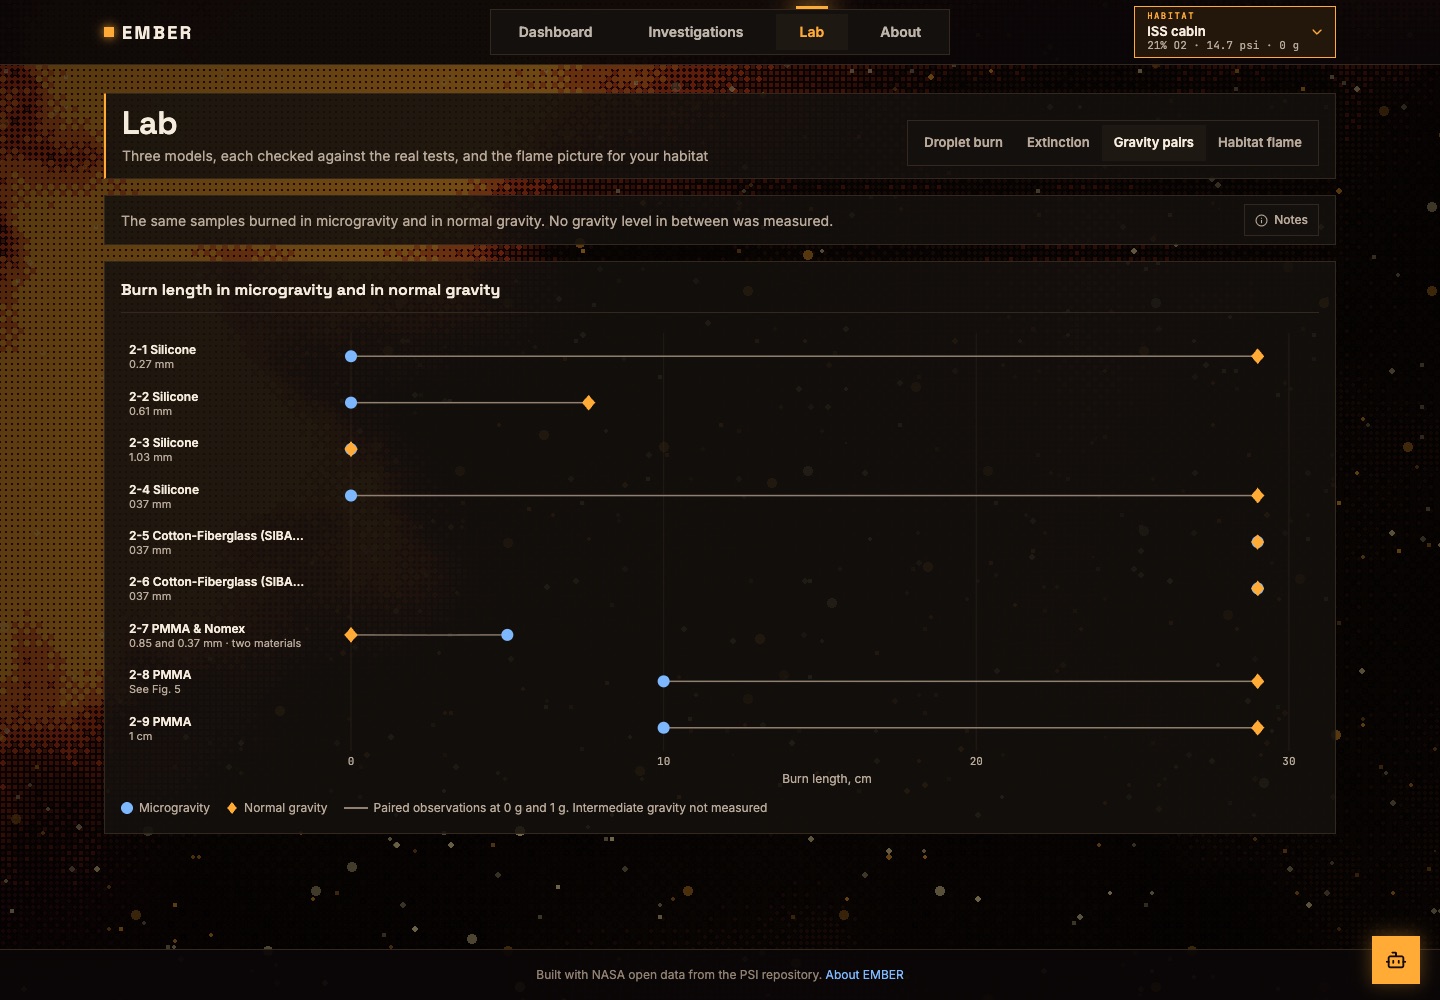 EMBER
Dashboard
Investigations
Lab
About
HABITAT
ISS cabin
21% O2 · 14.7 psi · 0 g
Lab
Three models, each checked against the real tests, and the flame picture for your habitat
Droplet burn
Extinction
Gravity pairs
Habitat flame
The same samples burned in microgravity and in normal gravity. No gravity level in between was measured.
Notes
Burn length in microgravity and in normal gravity
2-1 Silicone
0.27 mm
2-2 Silicone
0.61 mm
2-3 Silicone
1.03 mm
2-4 Silicone
037 mm
2-5 Cotton-Fiberglass (SIBA...
037 mm
2-6 Cotton-Fiberglass (SIBA...
037 mm
2-7 PMMA & Nomex
0.85 and 0.37 mm · two materials
2-8 PMMA
See Fig. 5
2-9 PMMA
1 cm
0
10
20
30
Burn length, cm
Microgravity
Normal gravity
Paired observations at 0 g and 1 g. Intermediate gravity not measured
Built with NASA open data from the PSI repository. About EMBER